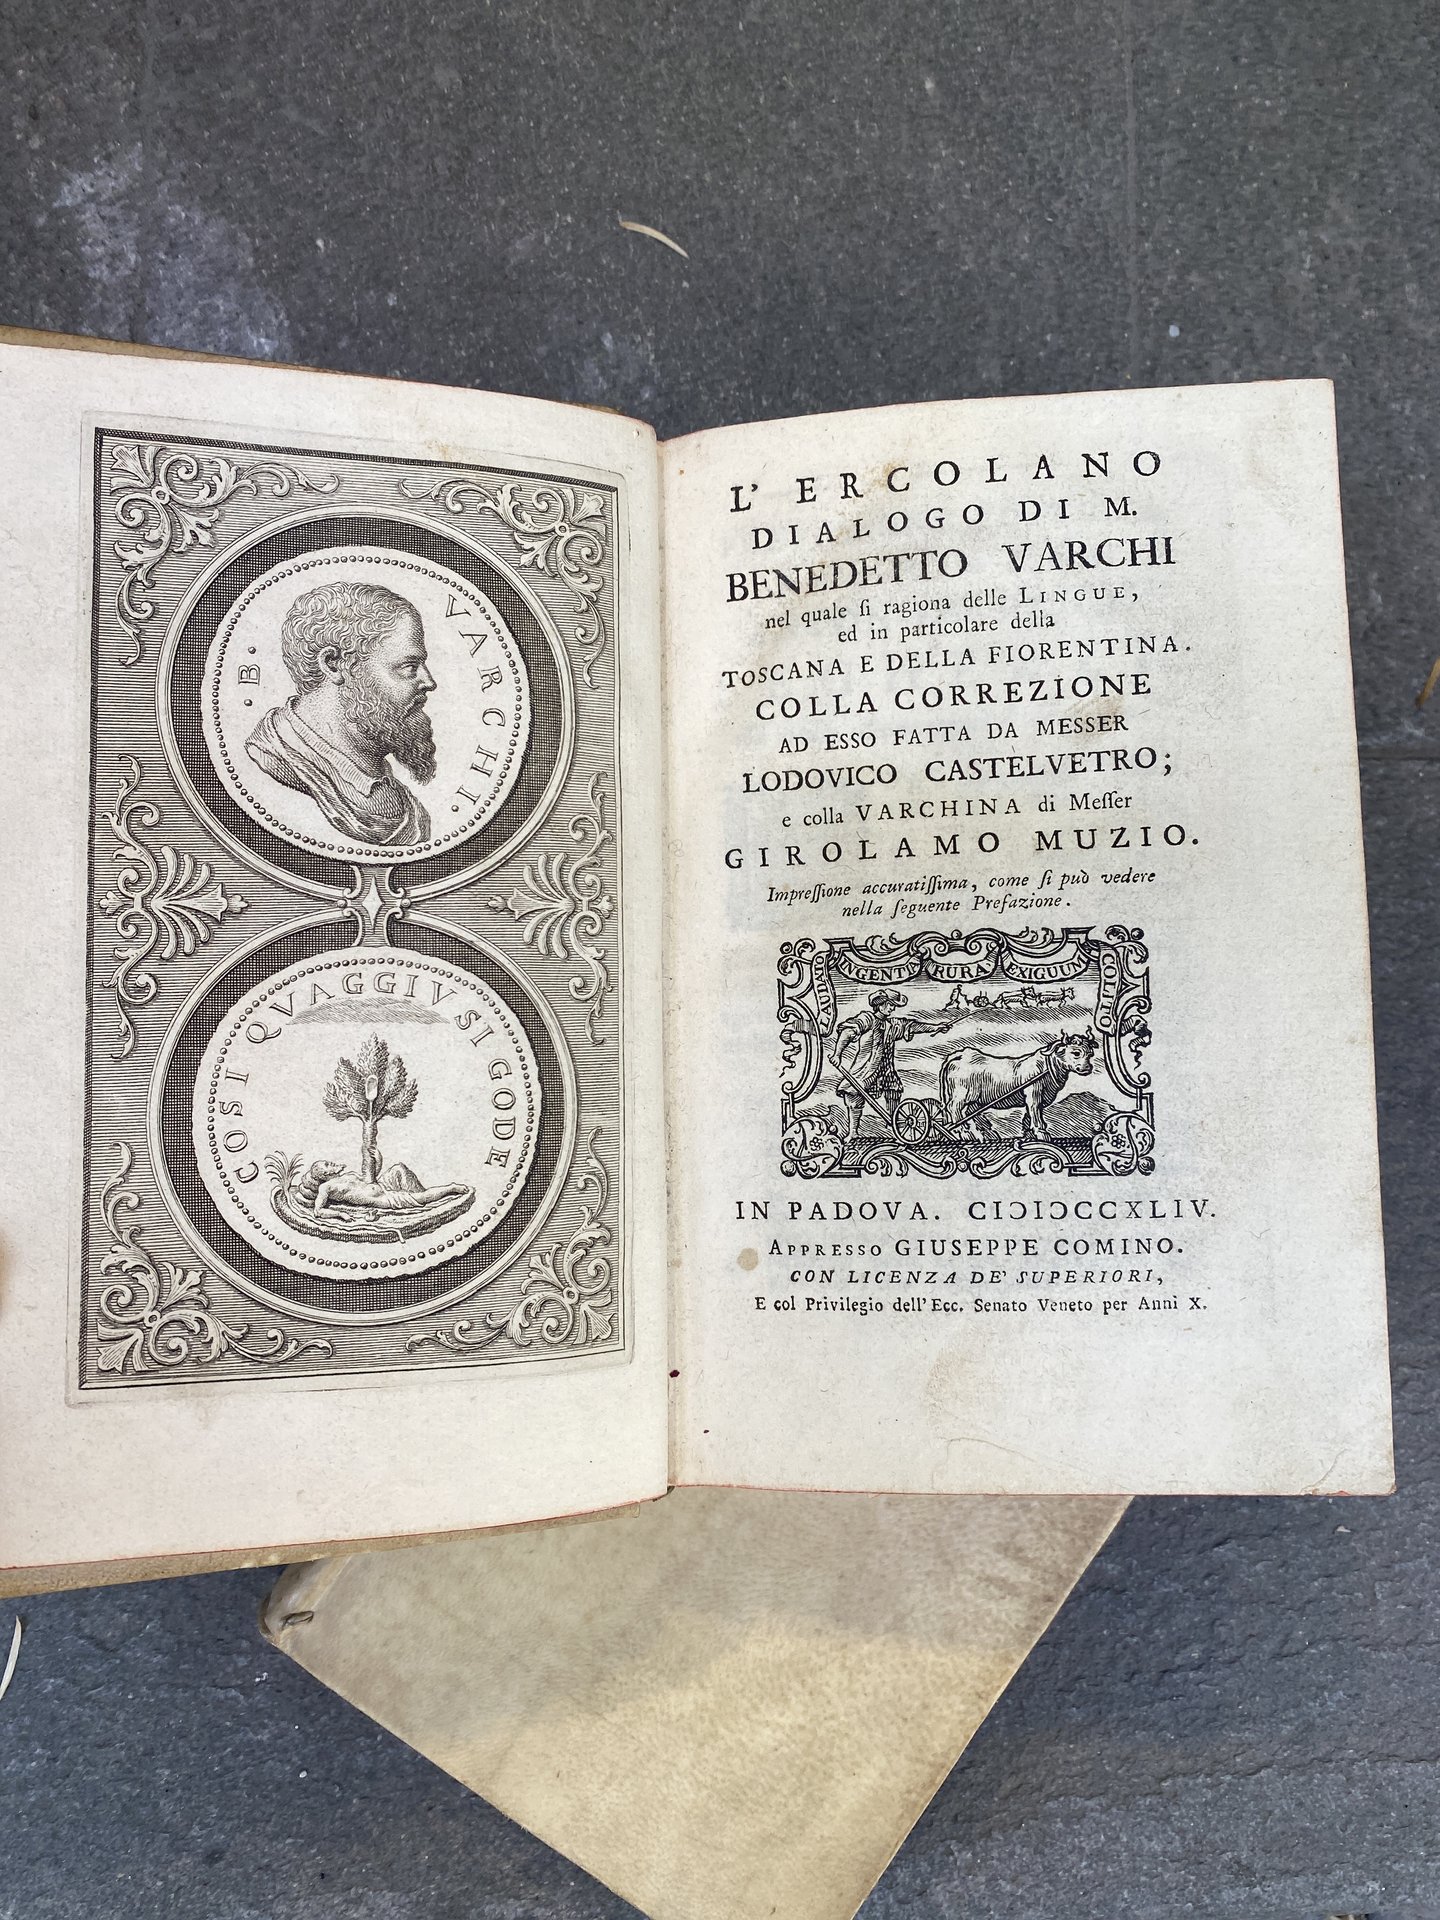 · B · VARCHI ·
COSI QVAGGIV SI GODE
L' ERCOLANO
DIALOGO DI M.
BENEDETTO VARCHI
nel quale ſi ragiona delle LINGUE,
ed in particolare della
TOSCANA E DELLA FIORENTINA.
COLLA CORREZIONE
AD ESSO FATTA DA MESSER
LODOVICO CASTELVETRO;
e colla VARCHINA di Meſſer
GIROLAMO MUZIO.
Impreſſione accuratiſſima, come ſi può vedere
nella ſeguente Prefazione.
LAUDATO INGENTIA RURA. EXIGUUM COLITO
IN PADOVA. CIƆIƆCCXLIV.
APPRESSO GIUSEPPE COMINO.
CON LICENZA DE' SUPERIORI,
E col Privilegio dell' Ecc. Senato Veneto per Anni X.